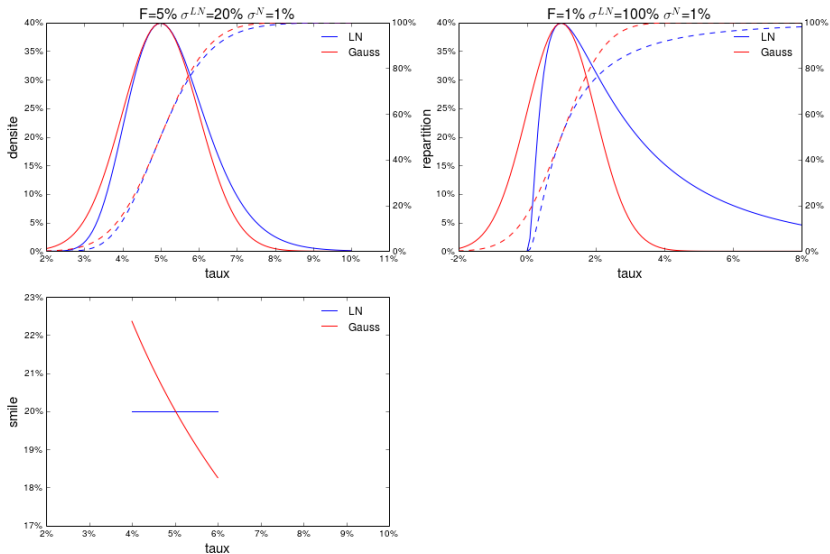 F=5% σ^{LN}=20% σ^{N}=1%
40%
35%
30%
25%
20%
15%
10%
5%
0%
densite
100%
80%
60%
40%
20%
0%
LN
Gauss
2% 3% 4% 5% 6% 7% 8% 9% 10% 11%
taux
F=1% σ^{LN}=100% σ^{N}=1%
40%
35%
30%
25%
20%
15%
10%
5%
0%
repartition
100%
80%
60%
40%
20%
0%
LN
Gauss
-2% 0% 2% 4% 6% 8%
taux
23%
22%
21%
20%
19%
18%
17%
smile
LN
Gauss
2% 3% 4% 5% 6% 7% 8% 9% 10%
taux